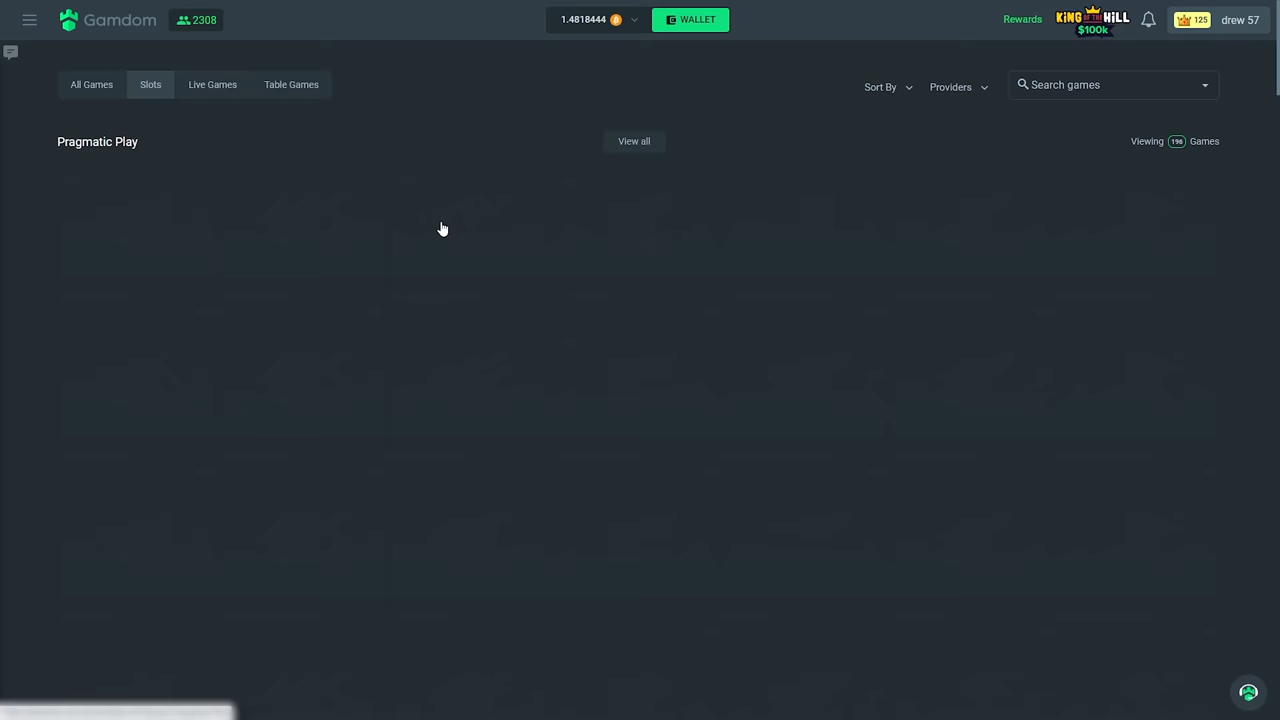 Gamdom
2308
1.4818444
WALLET
Rewards
KING OF THE HILL
$100k
125
drew 57
All Games
Slots
Live Games
Table Games
Sort By
Providers
Search games
Pragmatic Play
View all
Viewing 196 Games